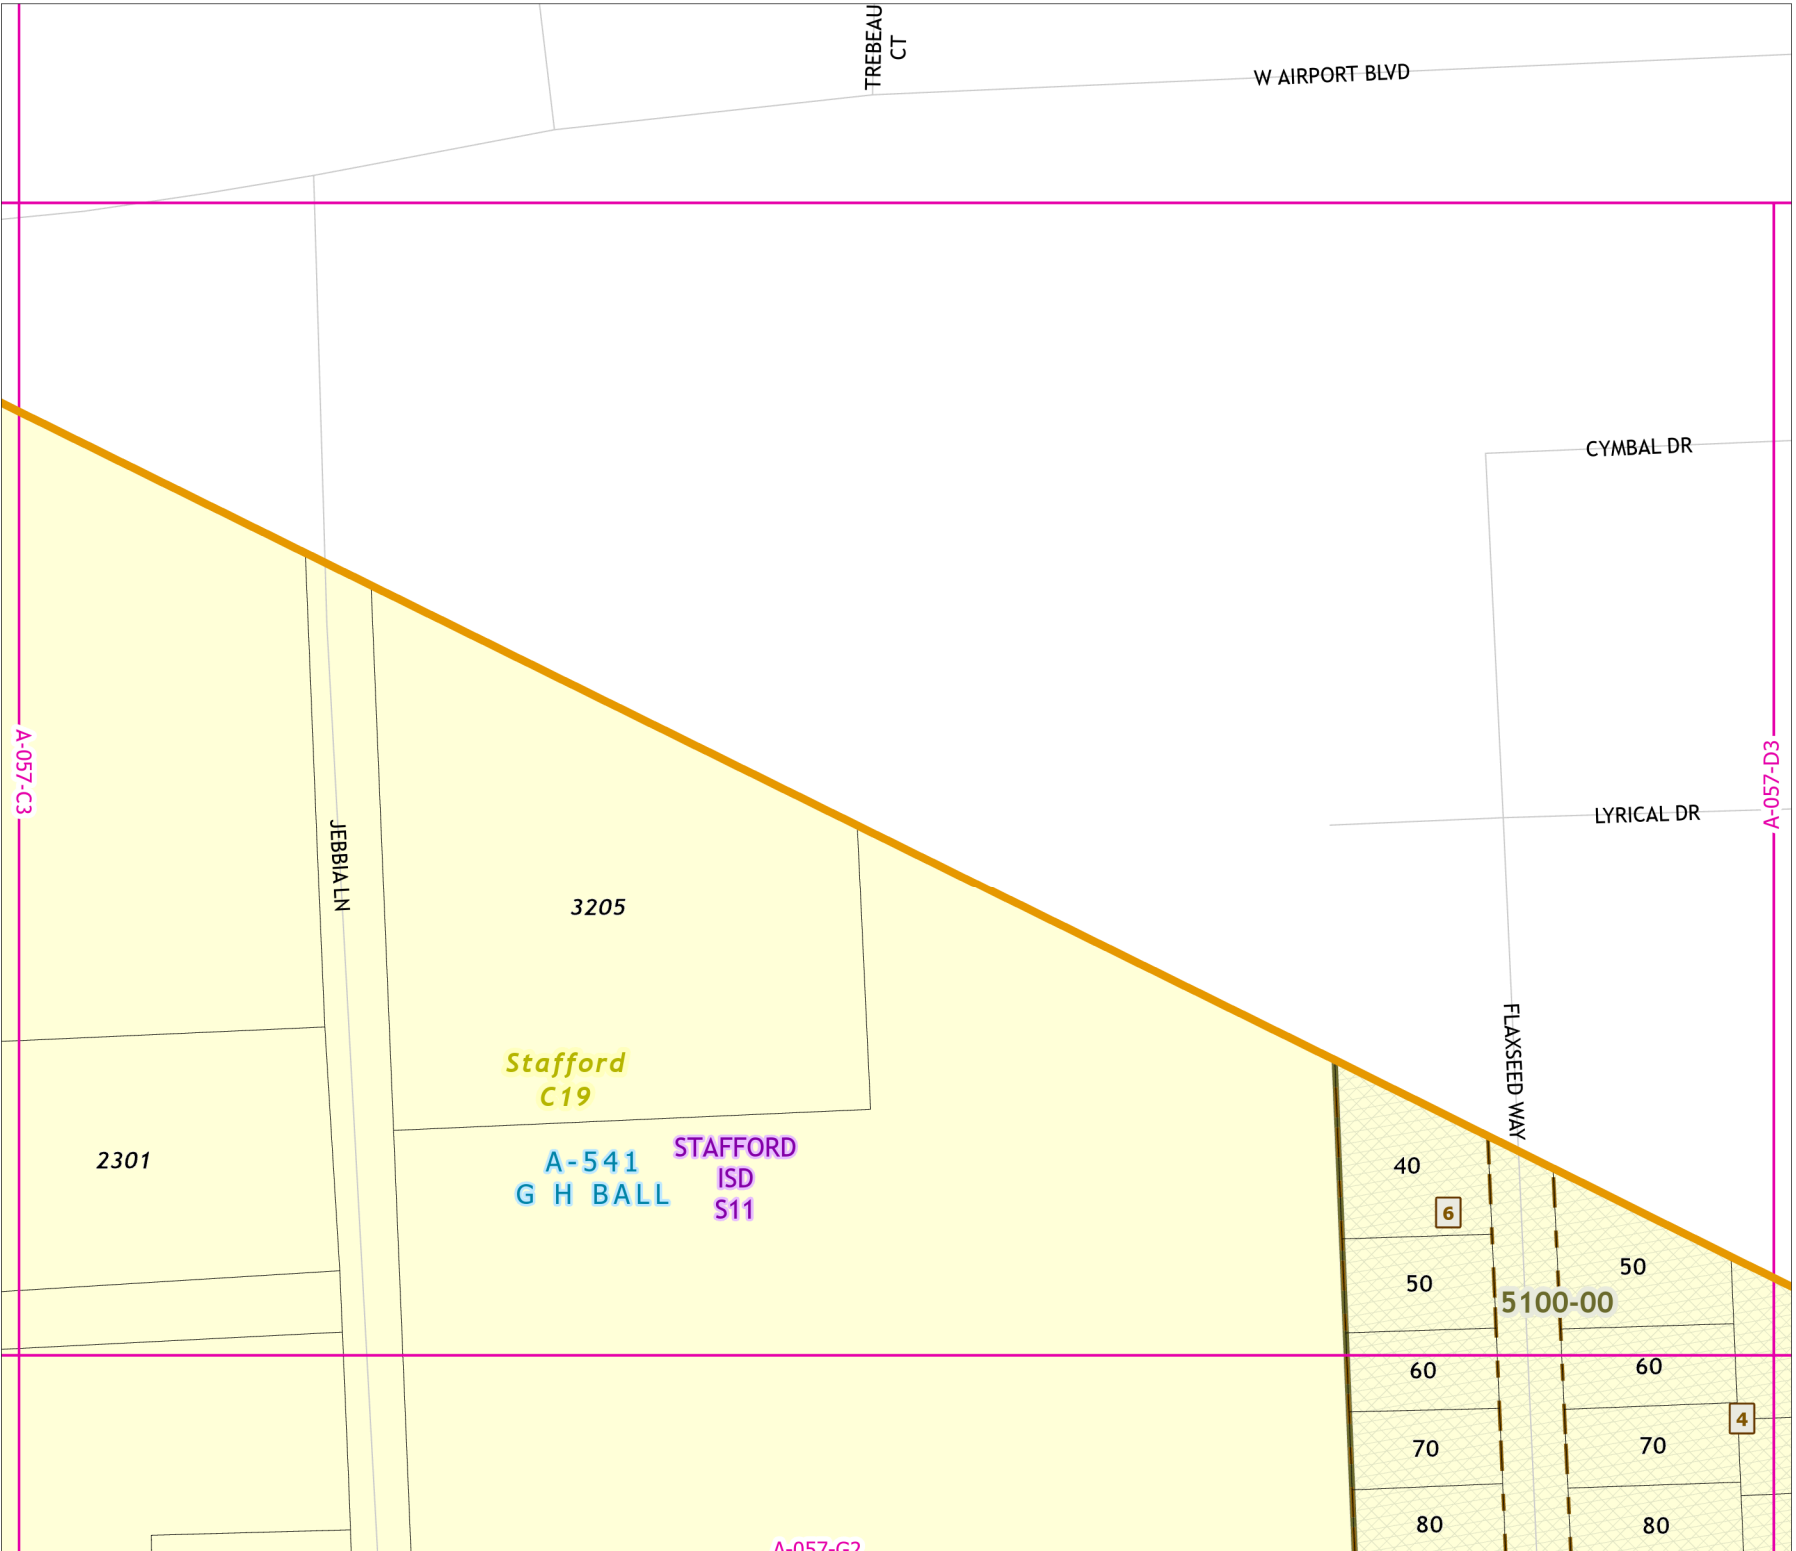 TREBEAU
CT
W AIRPORT BLVD
CYMBAL DR
A-057-C3
A-057-D3
LYRICAL DR
JEBBIA LN
3205
FLAXSEED WAY
Stafford
C19
2301
A-541
G H BALL
STAFFORD
ISD
S11
40
6
50
50
5100-00
60
60
4
70
70
80
80
A-057-G2